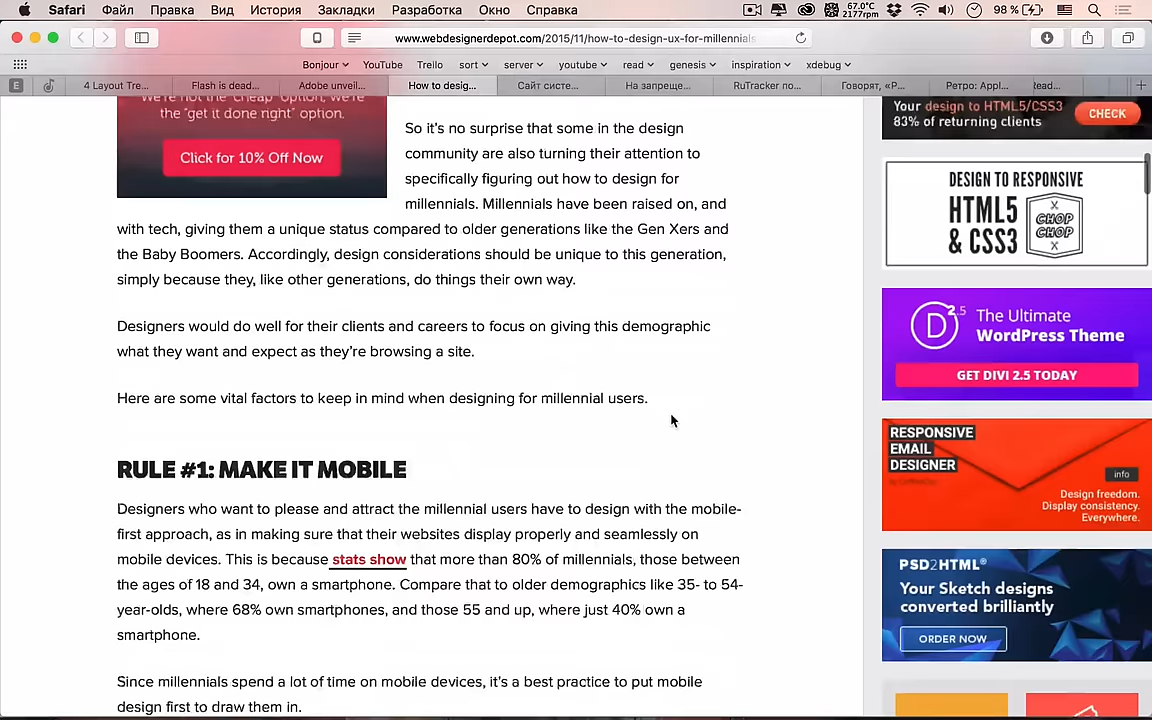 Safari Файл Правка Вид История Закладки Разработка Окно Справка
67.0°C
2177rpm
98 %
www.webdesignerdepot.com/2015/11/how-to-design-ux-for-millennials
Bonjour YouTube Trello sort server youtube read genesis inspiration xdebug
E 4 Layout Tre... Flash is dead... Adobe unveil... How to desig... Сайт систе... На запреще... RuTracker по... Говорят, «Р... Ретро: Appl...
We're not the "cheap" option, we're
the "get it done right" option.
Click for 10% Off Now
So it's no surprise that some in the design
community are also turning their attention to
specifically figuring out how to design for
millennials. Millennials have been raised on, and
with tech, giving them a unique status compared to older generations like the Gen Xers and
the Baby Boomers. Accordingly, design considerations should be unique to this generation,
simply because they, like other generations, do things their own way.
Designers would do well for their clients and careers to focus on giving this demographic
what they want and expect as they're browsing a site.
Here are some vital factors to keep in mind when designing for millennial users.
RULE #1: MAKE IT MOBILE
Designers who want to please and attract the millennial users have to design with the mobile-
first approach, as in making sure that their websites display properly and seamlessly on
mobile devices. This is because stats show that more than 80% of millennials, those between
the ages of 18 and 34, own a smartphone. Compare that to older demographics like 35- to 54-
year-olds, where 68% own smartphones, and those 55 and up, where just 40% own a
smartphone.
Since millennials spend a lot of time on mobile devices, it's a best practice to put mobile
design first to draw them in.
Your design to HTML5/CSS3
83% of returning clients
CHECK
DESIGN TO RESPONSIVE
HTML5
& CSS3
CHOP
CHOP
D 2.5
The Ultimate
WordPress Theme
GET DIVI 2.5 TODAY
RESPONSIVE
EMAIL
DESIGNER
info
Design freedom.
Display consistency.
Everywhere.
PSD2HTML®
Your Sketch designs
converted brilliantly
ORDER NOW